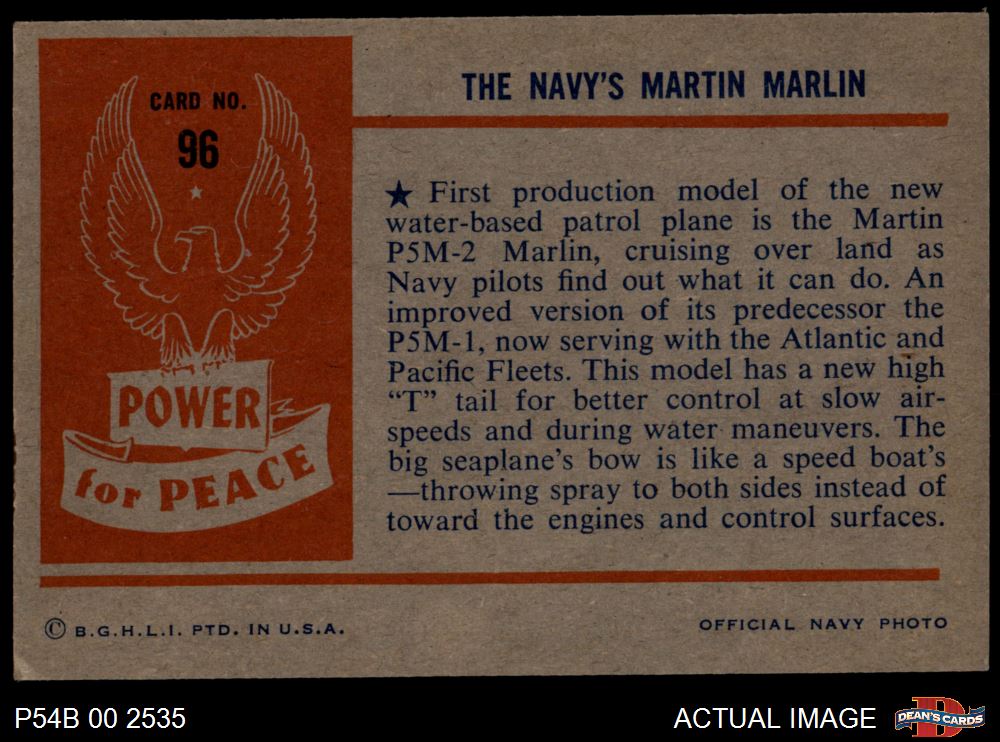 CARD NO.
96
POWER
for PEACE
THE NAVY'S MARTIN MARLIN
★ First production model of the new
water-based patrol plane is the Martin
P5M-2 Marlin, cruising over land as
Navy pilots find out what it can do. An
improved version of its predecessor the
P5M-1, now serving with the Atlantic and
Pacific Fleets. This model has a new high
“T” tail for better control at slow air-
speeds and during water maneuvers. The
big seaplane's bow is like a speed boat's
—throwing spray to both sides instead of
toward the engines and control surfaces.
© B.G.H.L.I. PTD. IN U.S.A.
OFFICIAL NAVY PHOTO
P54B 00 2535
ACTUAL IMAGE
D
DEAN'S CARDS